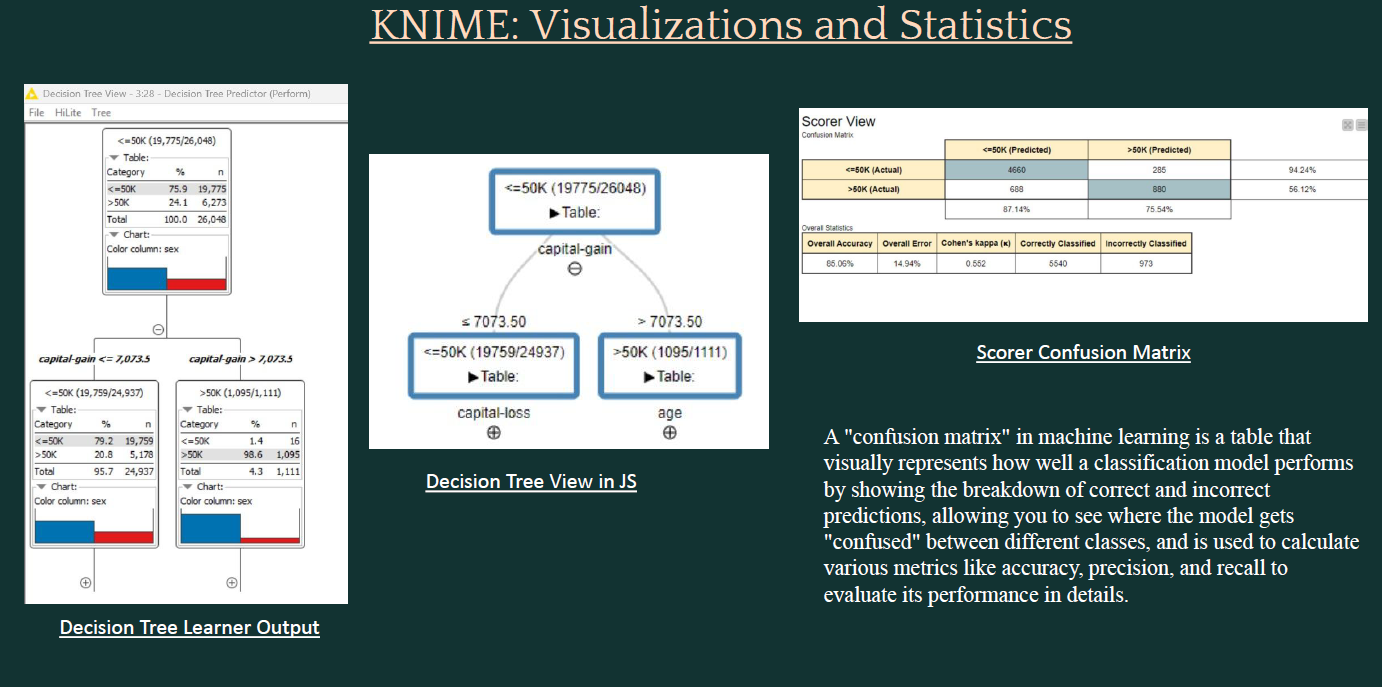 KNIME: Visualizations and Statistics
Decision Tree View - 3:28 - Decision Tree Predictor (Perform)
File HiLite Tree
<=50K (19,775/26,048)
Table:
Category % n
<=50K 75.9 19,775
>50K 24.1 6,273
Total 100.0 26,048
Chart:
Color column: sex
capital-gain <= 7,073.5
<=50K (19,759/24,937)
Table:
Category % n
<=50K 79.2 19,759
>50K 20.8 5,178
Total 95.7 24,937
Chart:
Color column: sex
capital-gain > 7,073.5
>50K (1,095/1,111)
Table:
Category % n
<=50K 1.4 16
>50K 98.6 1,095
Total 4.3 1,111
Chart:
Color column: sex
Decision Tree Learner Output
<=50K (19775/26048)
Table:
capital-gain
≤ 7073.50
<=50K (19759/24937)
Table:
capital-loss
> 7073.50
>50K (1095/1111)
Table:
age
Decision Tree View in JS
Scorer View
Confusion Matrix
<=50K (Predicted) >50K (Predicted)
<=50K (Actual) 4660 285 94.24%
>50K (Actual) 688 880 56.12%
87.14% 75.54%
Overall Statistics
Overall Accuracy Overall Error Cohen's kappa (κ) Correctly Classified Incorrectly Classified
85.06% 14.94% 0.552 5540 973
Scorer Confusion Matrix
A "confusion matrix" in machine learning is a table that
visually represents how well a classification model performs
by showing the breakdown of correct and incorrect
predictions, allowing you to see where the model gets
"confused" between different classes, and is used to calculate
various metrics like accuracy, precision, and recall to
evaluate its performance in details.